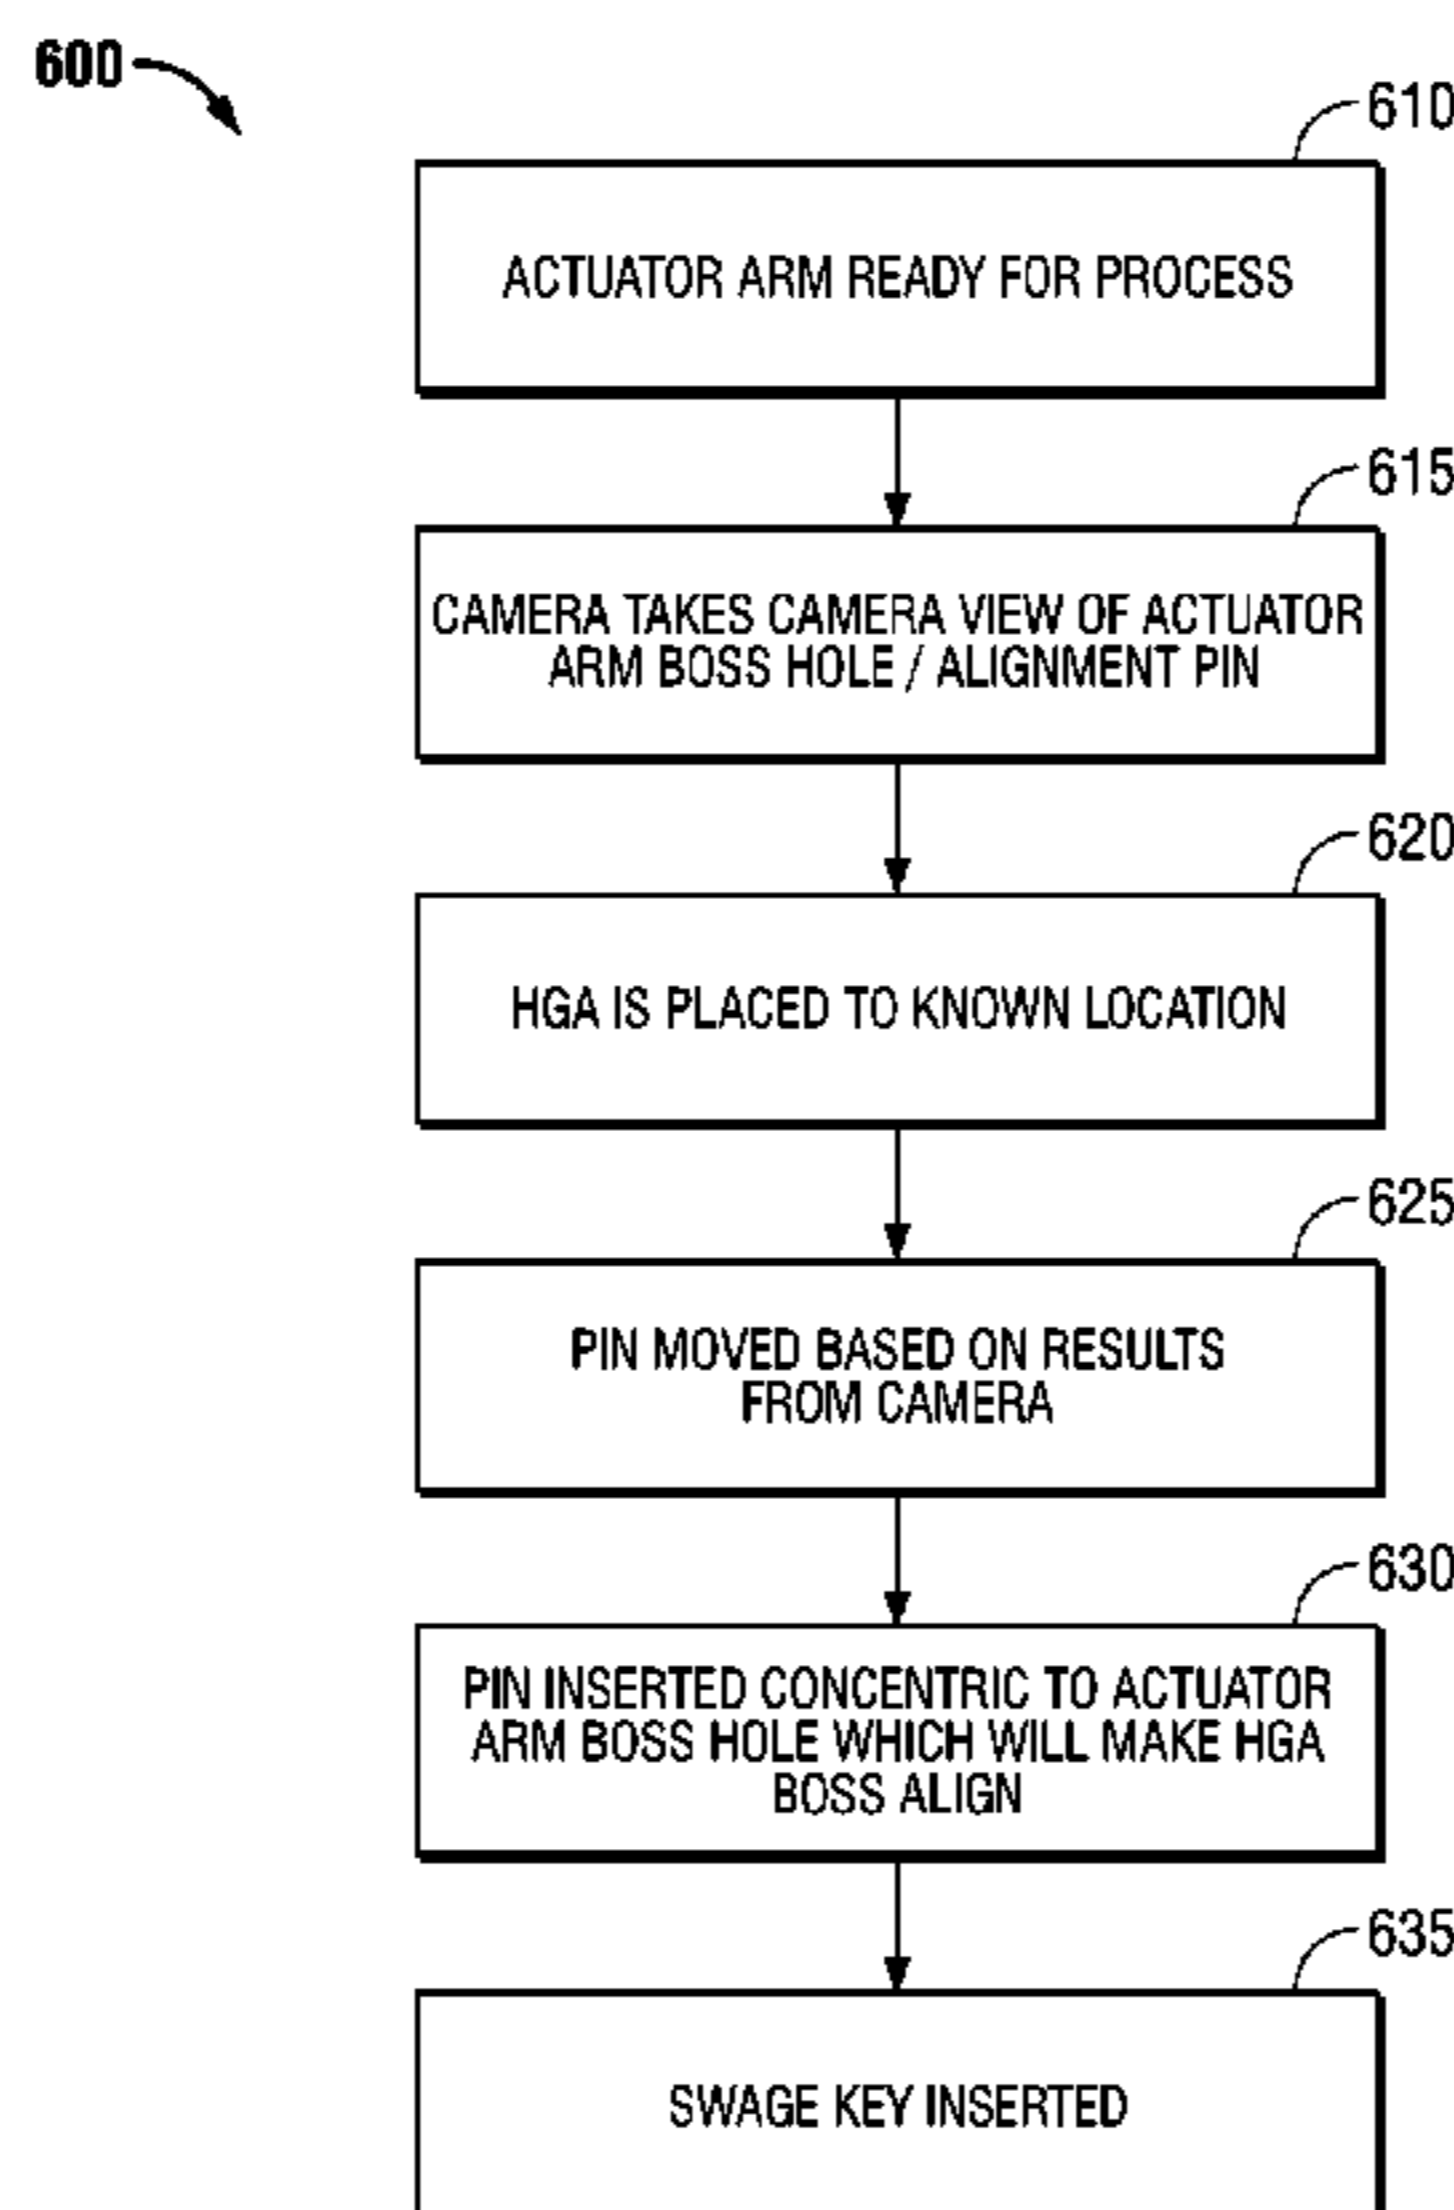 600
610
ACTUATOR ARM READY FOR PROCESS
615
CAMERA TAKES CAMERA VIEW OF ACTUATOR
ARM BOSS HOLE / ALIGNMENT PIN
620
HGA IS PLACED TO KNOWN LOCATION
625
PIN MOVED BASED ON RESULTS
FROM CAMERA
630
PIN INSERTED CONCENTRIC TO ACTUATOR
ARM BOSS HOLE WHICH WILL MAKE HGA
BOSS ALIGN
635
SWAGE KEY INSERTED